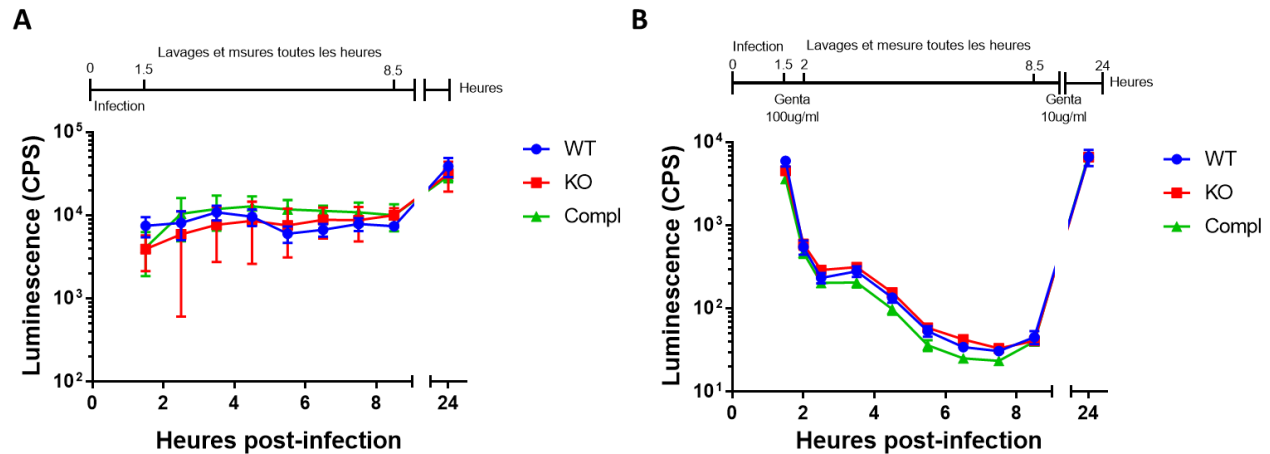 A
Lavages et msures toutes les heures
0
1.5
8.5
Heures
Infection
10^5
10^4
10^3
10^2
Luminescence (CPS)
0
2
4
6
8
24
Heures post-infection
WT
KO
Compl
B
Infection
Lavages et mesure toutes les heures
0
1.5
2
8.5
24
Heures
Genta
100ug/ml
Genta
10ug/ml
10^4
10^3
10^2
10^1
Luminescence (CPS)
0
2
4
6
8
24
Heures post-infection
WT
KO
Compl